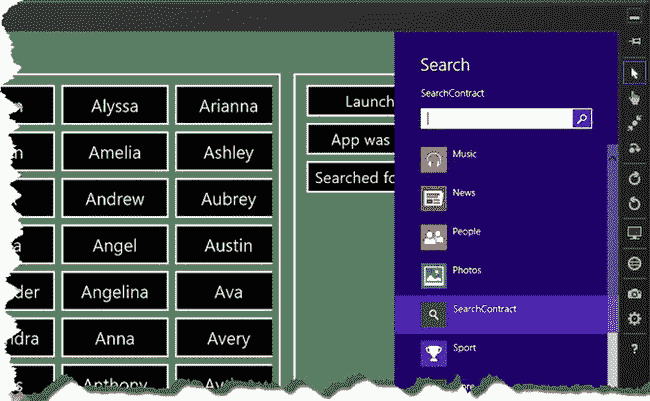 Alyssa Arianna
Amelia Ashley
Andrew Aubrey
Angel Austin
der Angelina Ava
dra Anna Avery
Anthony
Launch
App was
Searched fo
Search
SearchContract
Music
News
People
Photos
SearchContract
Sport